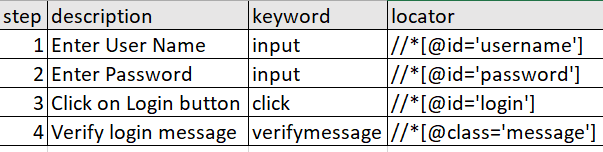 step description keyword locator
1 Enter User Name input //*[@id='username']
2 Enter Password input //*[@id='password']
3 Click on Login button click //*[@id='login']
4 Verify login message verifymessage //*[@class='message']